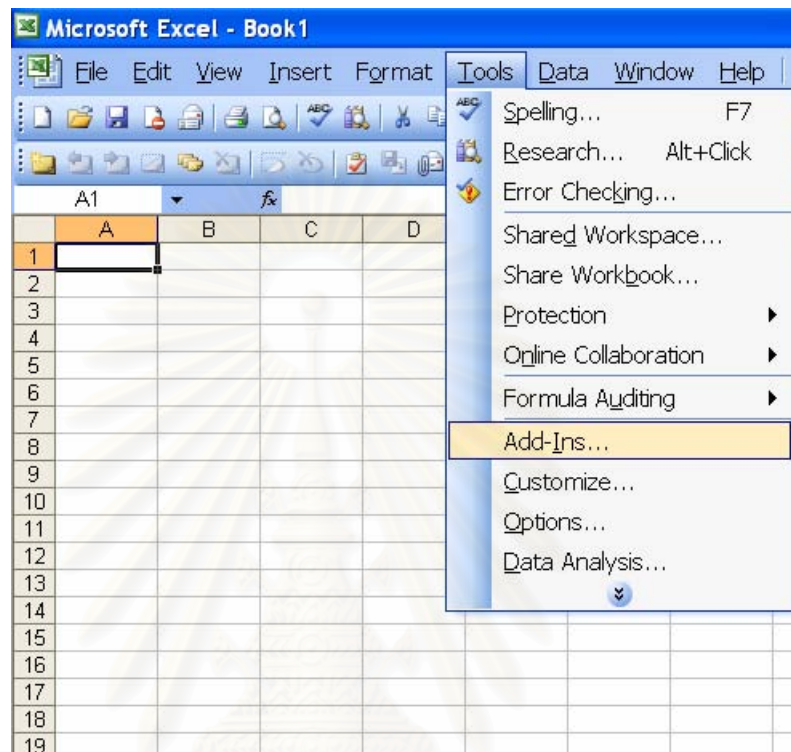 Microsoft Excel - Book1
File Edit View Insert Format Tools Data Window Help
ABC
ABC Spelling... F7
Research... Alt+Click
A1 fx
Error Checking...
A B C D
Shared Workspace...
Share Workbook...
Protection
Online Collaboration
Formula Auditing
Add-Ins...
Customize...
Options...
Data Analysis...
1
2
3
4
5
6
7
8
9
10
11
12
13
14
15
16
17
18
19